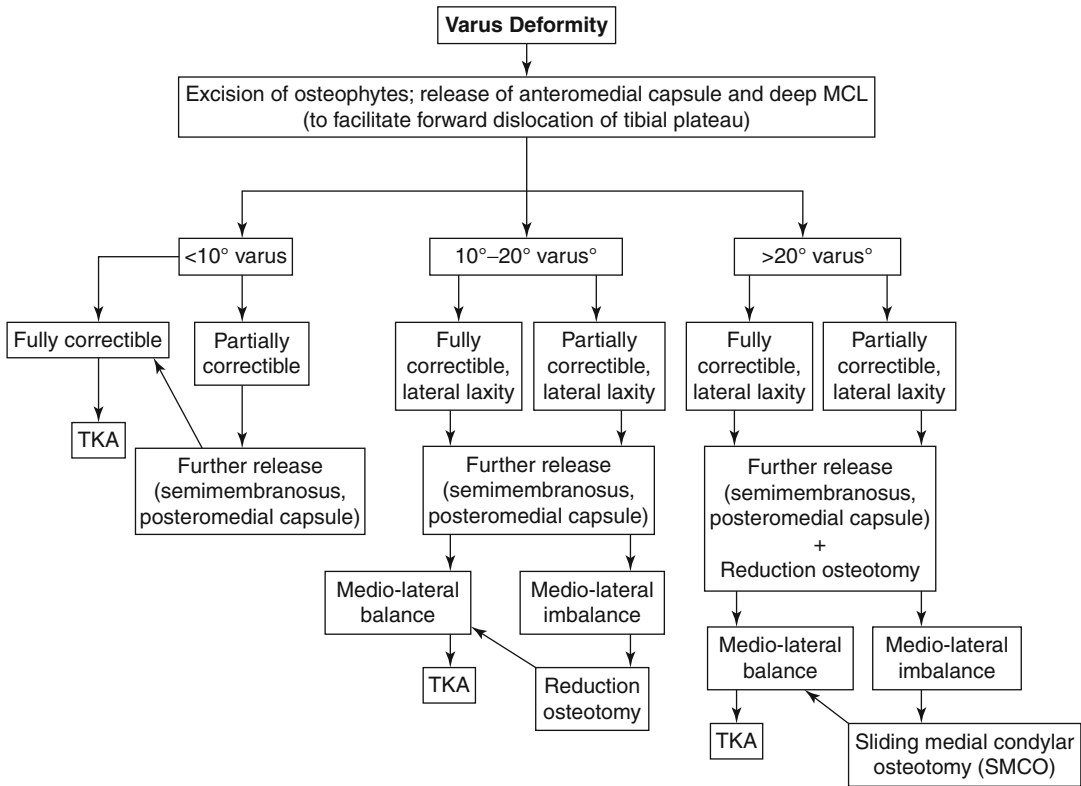 Varus Deformity
Excision of osteophytes; release of anteromedial capsule and deep MCL
(to facilitate forward dislocation of tibial plateau)
<10° varus
10°–20° varus°
>20° varus°
Fully correctible
Partially
correctible
Fully
correctible,
lateral laxity
Partially
correctible,
lateral laxity
Fully
correctible,
lateral laxity
Partially
correctible,
lateral laxity
TKA
Further release
(semimembranosus,
posteromedial capsule)
Further release
(semimembranosus,
posteromedial capsule)
Further release
(semimembranosus,
posteromedial capsule)
+
Reduction osteotomy
Medio-lateral
balance
Medio-lateral
imbalance
Medio-lateral
balance
Medio-lateral
imbalance
TKA
Reduction
osteotomy
TKA
Sliding medial condylar
osteotomy (SMCO)